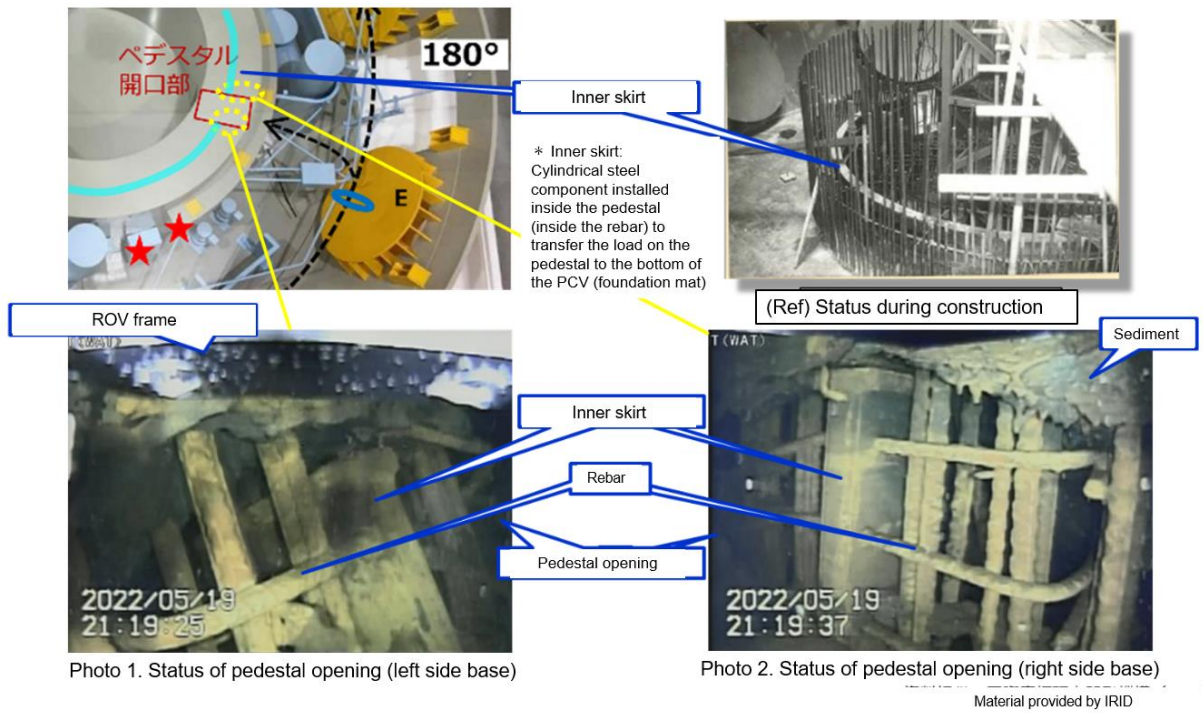 ペデスタル
開口部
180°
E
Inner skirt
* Inner skirt:
Cylindrical steel
component installed
inside the pedestal
(inside the rebar) to
transfer the load on the
pedestal to the bottom of
the PCV (foundation mat)
(Ref) Status during construction
ROV frame
Sediment
T(WAT)
Inner skirt
Rebar
Pedestal opening
2022/05/19
21:19:25
2022/05/19
21:19:37
Photo 1. Status of pedestal opening (left side base)
Photo 2. Status of pedestal opening (right side base)
Material provided by IRID